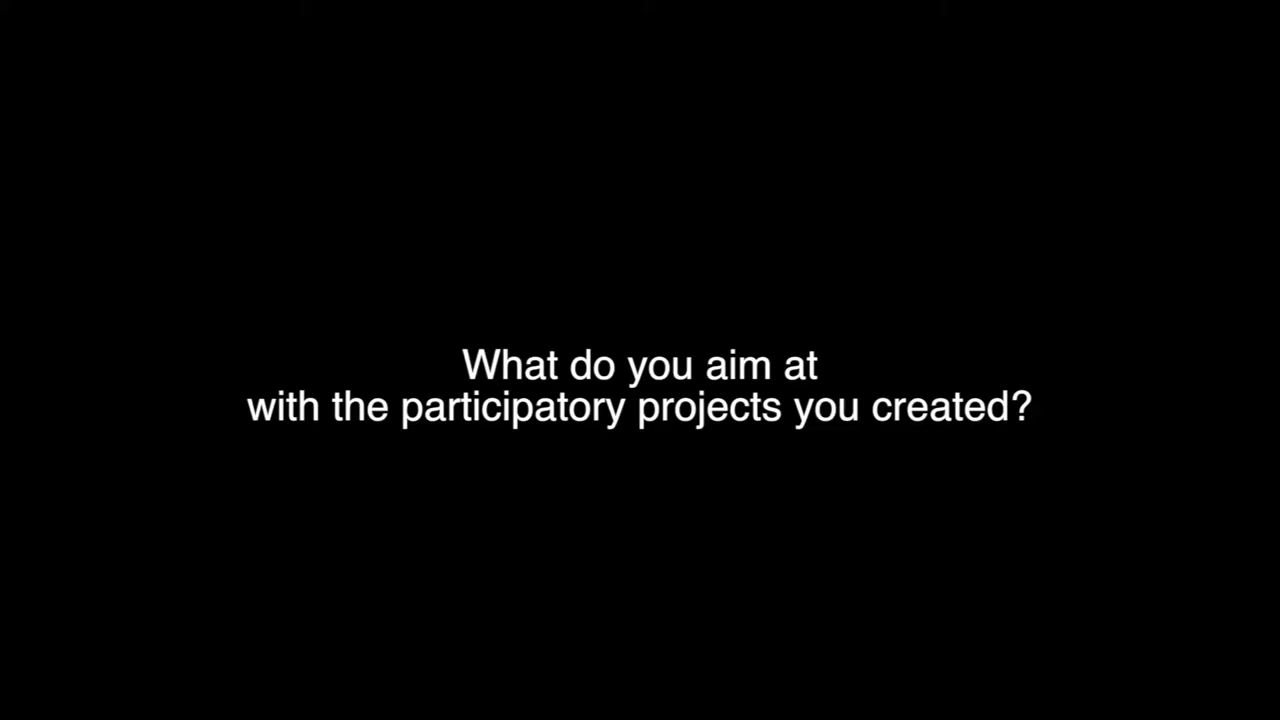 What do you aim at
with the participatory projects you created?